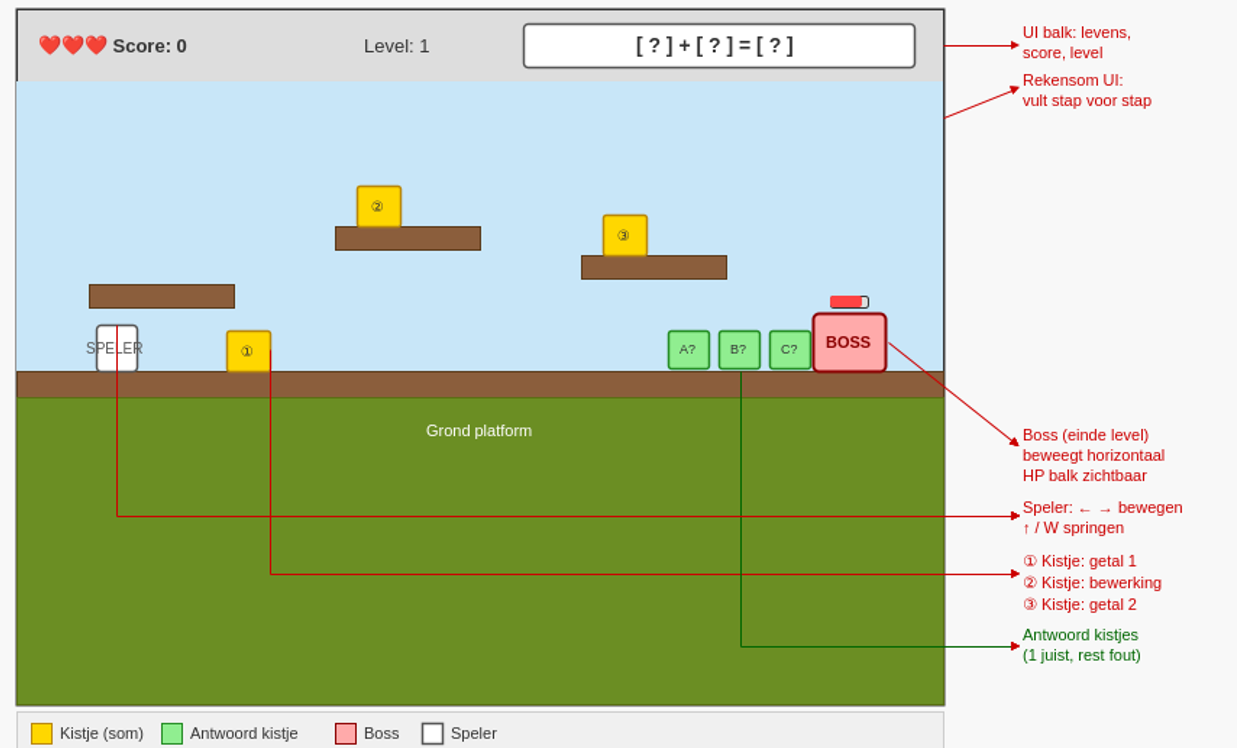 ❤️❤️❤️ Score: 0
Level: 1
[ ? ] + [ ? ] = [ ? ]
UI balk: levens,
score, level
Rekensom UI:
vult stap voor stap
②
③
SPELER
①
A?
B?
C?
BOSS
Grond platform
Boss (einde level)
beweegt horizontaal
HP balk zichtbaar
Speler: ← → bewegen
↑ / W springen
① Kistje: getal 1
② Kistje: bewerking
③ Kistje: getal 2
Antwoord kistjes
(1 juist, rest fout)
Kistje (som)
Antwoord kistje
Boss
Speler